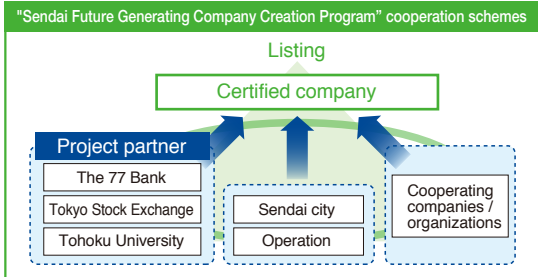 "Sendai Future Generating Company Creation Program” cooperation schemes
Listing
Certified company
Project partner
The 77 Bank
Tokyo Stock Exchange
Tohoku University
Sendai city
Operation
Cooperating
companies /
organizations